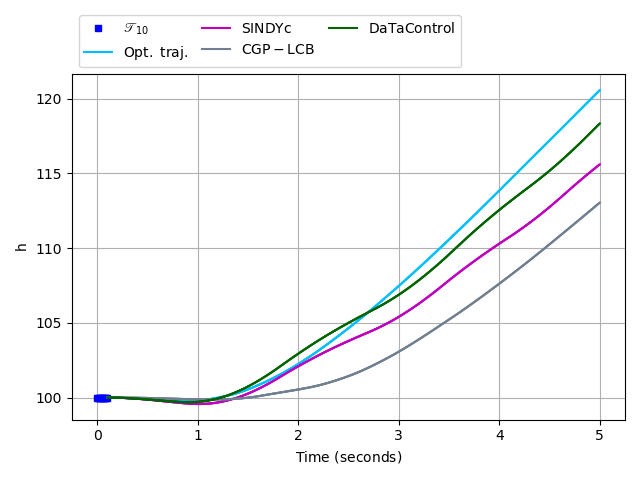 𝒯10
Opt. traj.
SINDYc
CGP − LCB
DaTaControl
h
120
115
110
105
100
0
1
2
3
4
5
Time (seconds)